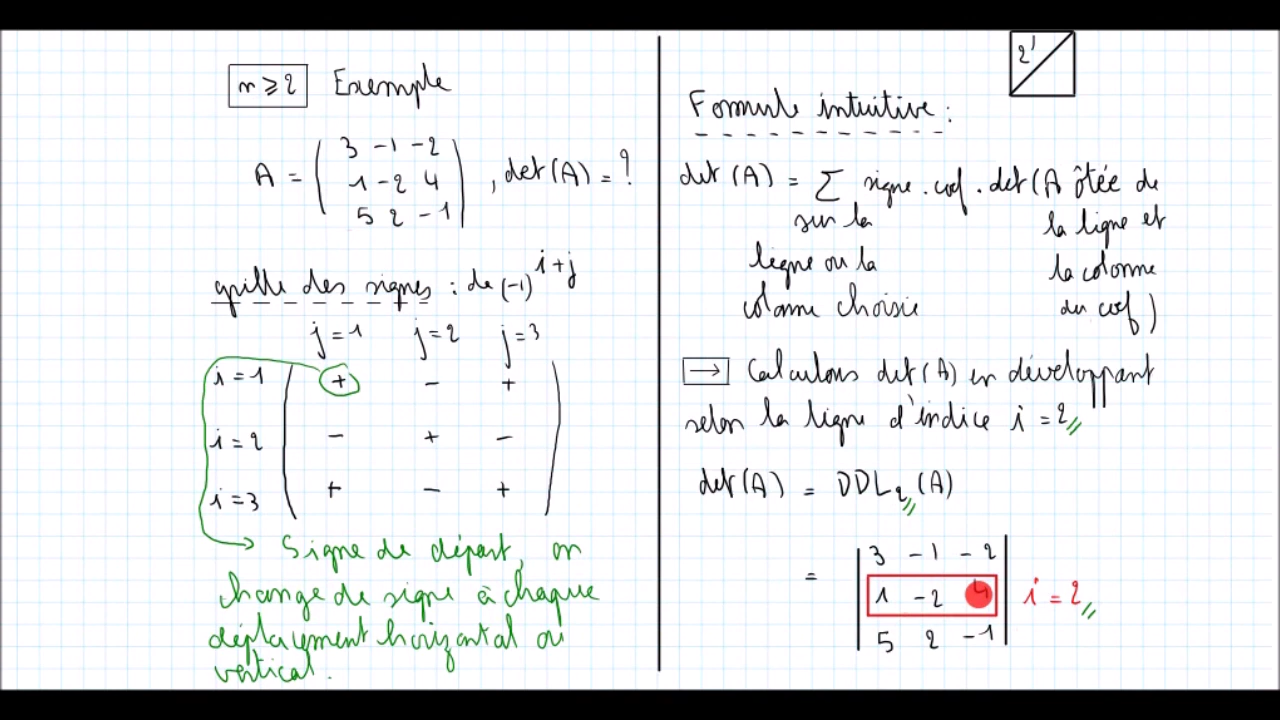 n ⩾ 2 Exemple
A = ( 3 -1 -2
1 -2 4
5 2 -1 ) , det(A) = ?
grille des signes : de (-1)^{i+j}
j=1 j=2 j=3
i=1 ( + - + )
i=2 - + -
i=3 + - +
Signe de départ, on
change de signe à chaque
déplacement horizontal ou
vertical.
2'
Formule intuitive :
det (A) = Σ signe . coef . det ( A ôtée de
sur la la ligne et
ligne ou la la colonne
colonne choisie du coef )
→ Calculons det (A) en développant
selon la ligne d'indice i = 2
det (A) = DDL₂ (A)
= | 3 -1 -2 |
1 -2 4 i = 2
5 2 -1